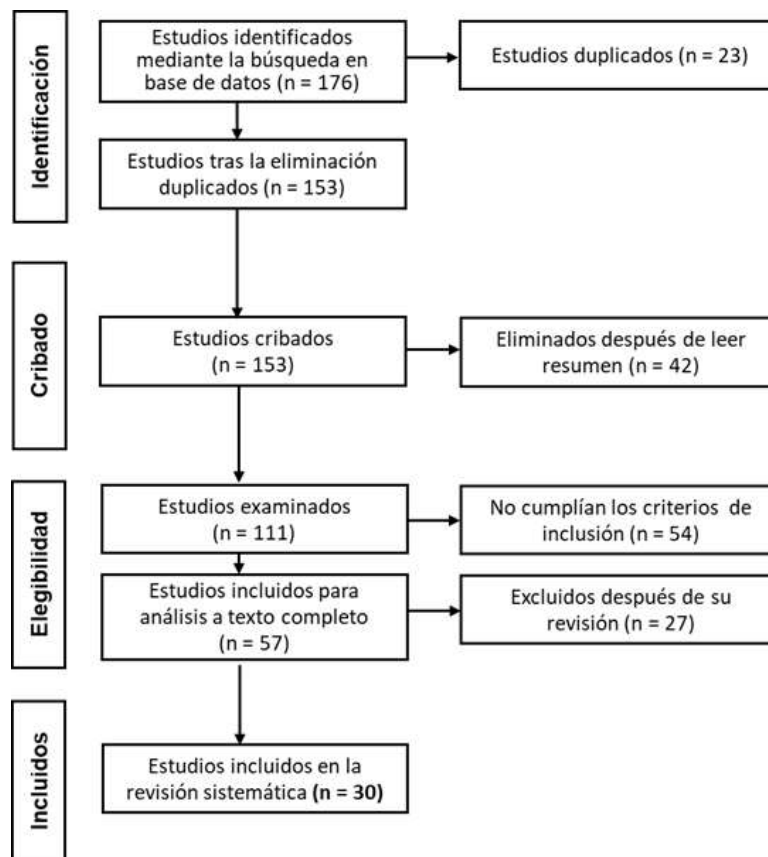 Identificación
Estudios identificados
mediante la búsqueda en
base de datos (n = 176)
Estudios duplicados (n = 23)
Estudios tras la eliminación
duplicados (n = 153)
Cribado
Estudios cribados
(n = 153)
Eliminados después de leer
resumen (n = 42)
Elegibilidad
Estudios examinados
(n = 111)
No cumplían los criterios de
inclusión (n = 54)
Estudios incluidos para
análisis a texto completo
(n = 57)
Excluidos después de su
revisión (n = 27)
Incluidos
Estudios incluidos en la
revisión sistemática (n = 30)